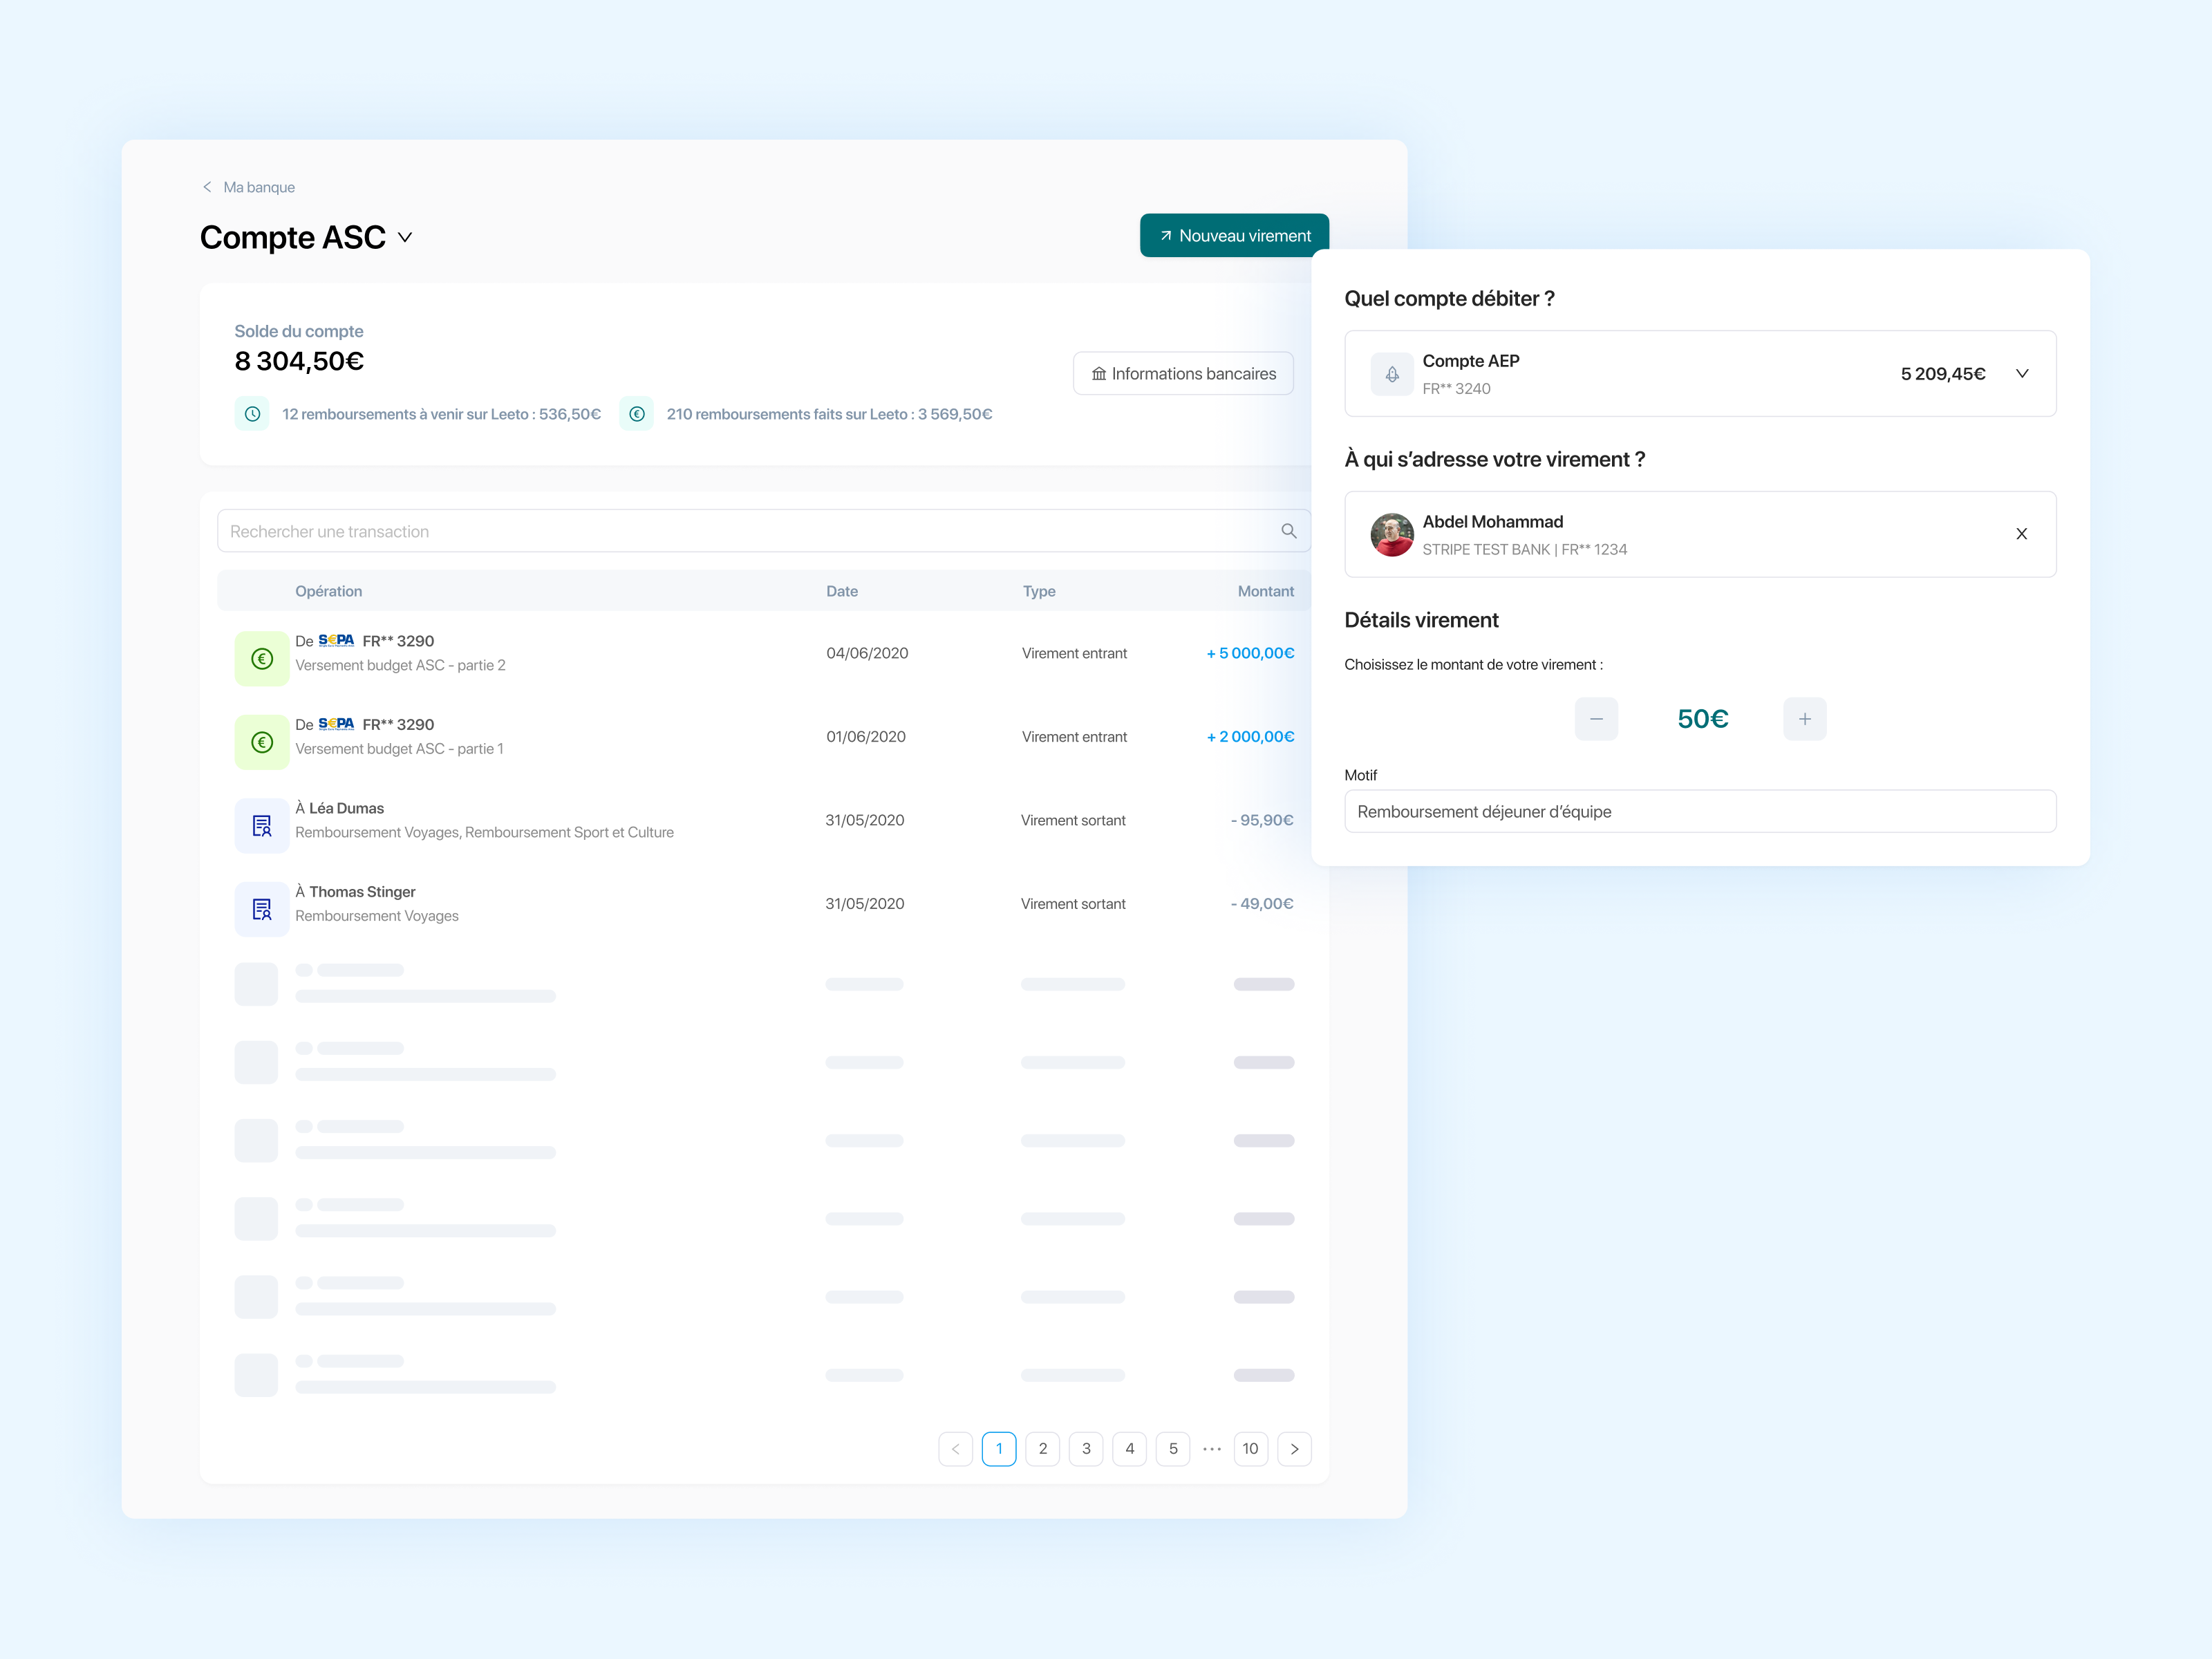 Ma banque
Compte ASC
Nouveau virement
Solde du compte
8 304,50€
Informations bancaires
12 remboursements à venir sur Leeto : 536,50€
210 remboursements faits sur Leeto : 3 569,50€
Rechercher une transaction
Opération Date Type Montant
De SEPA FR** 3290
Versement budget ASC - partie 2
04/06/2020 Virement entrant + 5 000,00€
De SEPA FR** 3290
Versement budget ASC - partie 1
01/06/2020 Virement entrant + 2 000,00€
À Léa Dumas
Remboursement Voyages, Remboursement Sport et Culture
31/05/2020 Virement sortant - 95,90€
À Thomas Stinger
Remboursement Voyages
31/05/2020 Virement sortant - 49,00€
1 2 3 4 5 ••• 10
Quel compte débiter ?
Compte AEP
FR** 3240
5 209,45€
À qui s’adresse votre virement ?
Abdel Mohammad
STRIPE TEST BANK | FR** 1234
X
Détails virement
Choisissez le montant de votre virement :
− 50€ +
Motif
Remboursement déjeuner d’équipe